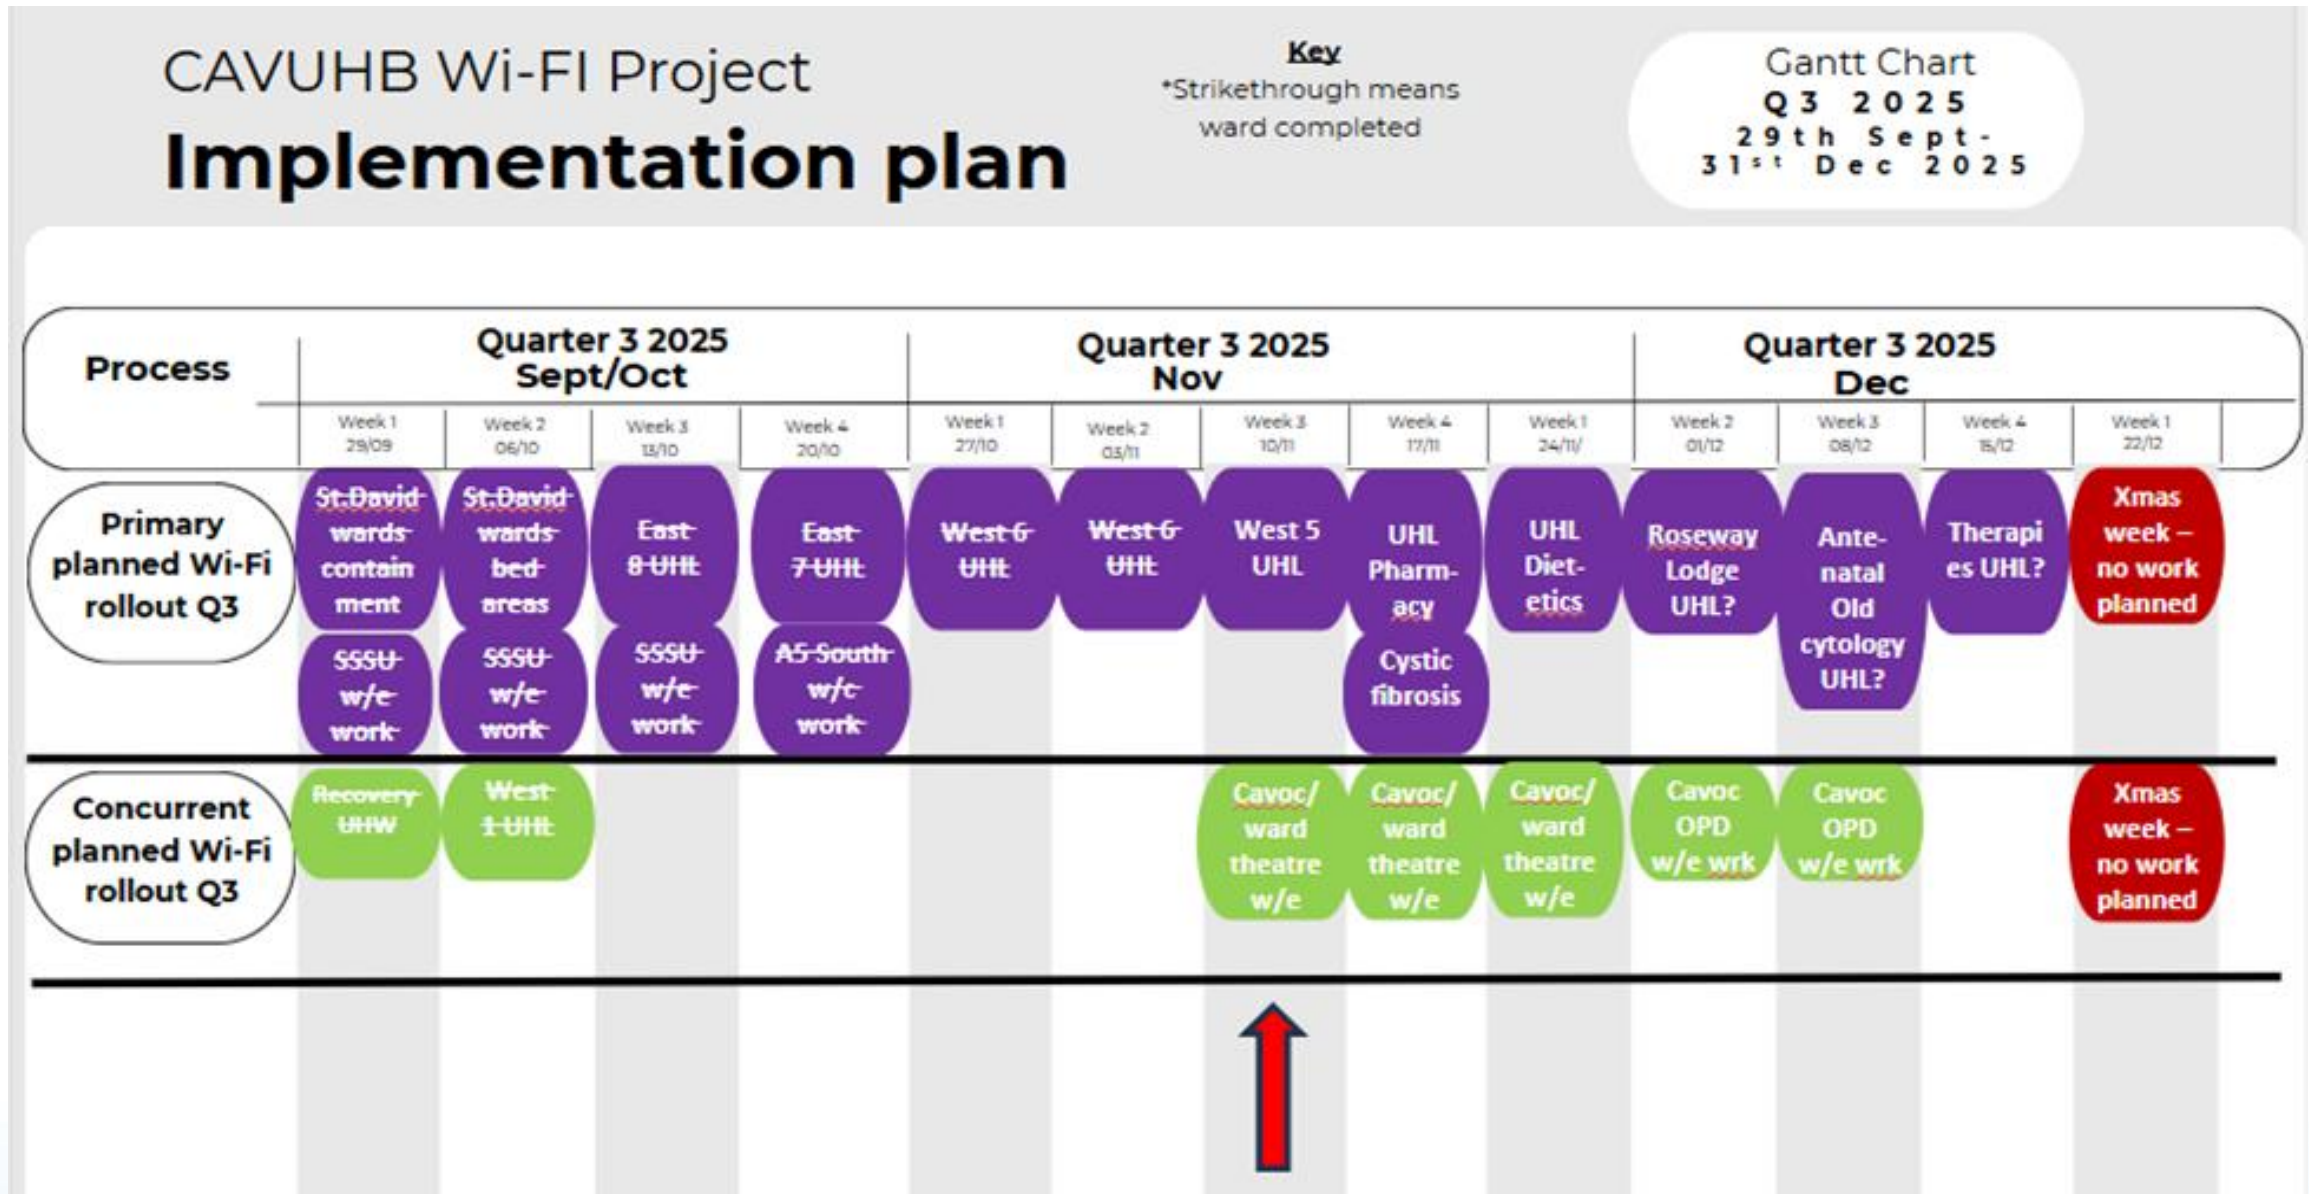 CAVUHB Wi-FI Project
Implementation plan
Key
*Strikethrough means
ward completed
Gantt Chart
Q3 2025
29th Sept-
31st Dec 2025
Process
Quarter 3 2025
Sept/Oct
Quarter 3 2025
Nov
Quarter 3 2025
Dec
Week 1
29/09
Week 2
06/10
Week 3
13/10
Week 4
20/10
Week 1
27/10
Week 2
03/11
Week 3
10/11
Week 4
17/11
Week 1
24/11/
Week 2
01/12
Week 3
08/12
Week 4
15/12
Week 1
22/12
Primary
planned Wi-Fi
rollout Q3
St.David
wards
contain
ment
St.David
wards
bed
areas
East
8 UHL
East
7 UHL
West 6
UHL
West 6
UHL
West 5
UHL
UHL
Pharm-
acy
UHL
Diet-
etics
Roseway
Lodge
UHL?
Ante-
natal
Old
cytology
UHL?
Therapi
es UHL?
Xmas
week –
no work
planned
SSSU
w/e
work
SSSU
w/e
work
SSSU
w/e
work
A5 South
w/c
work
Cystic
fibrosis
Concurrent
planned Wi-Fi
rollout Q3
Recovery
UHW
West
1 UHL
Cavoc/
ward
theatre
w/e
Cavoc/
ward
theatre
w/e
Cavoc/
ward
theatre
w/e
Cavoc
OPD
w/e wrk
Cavoc
OPD
w/e wrk
Xmas
week –
no work
planned